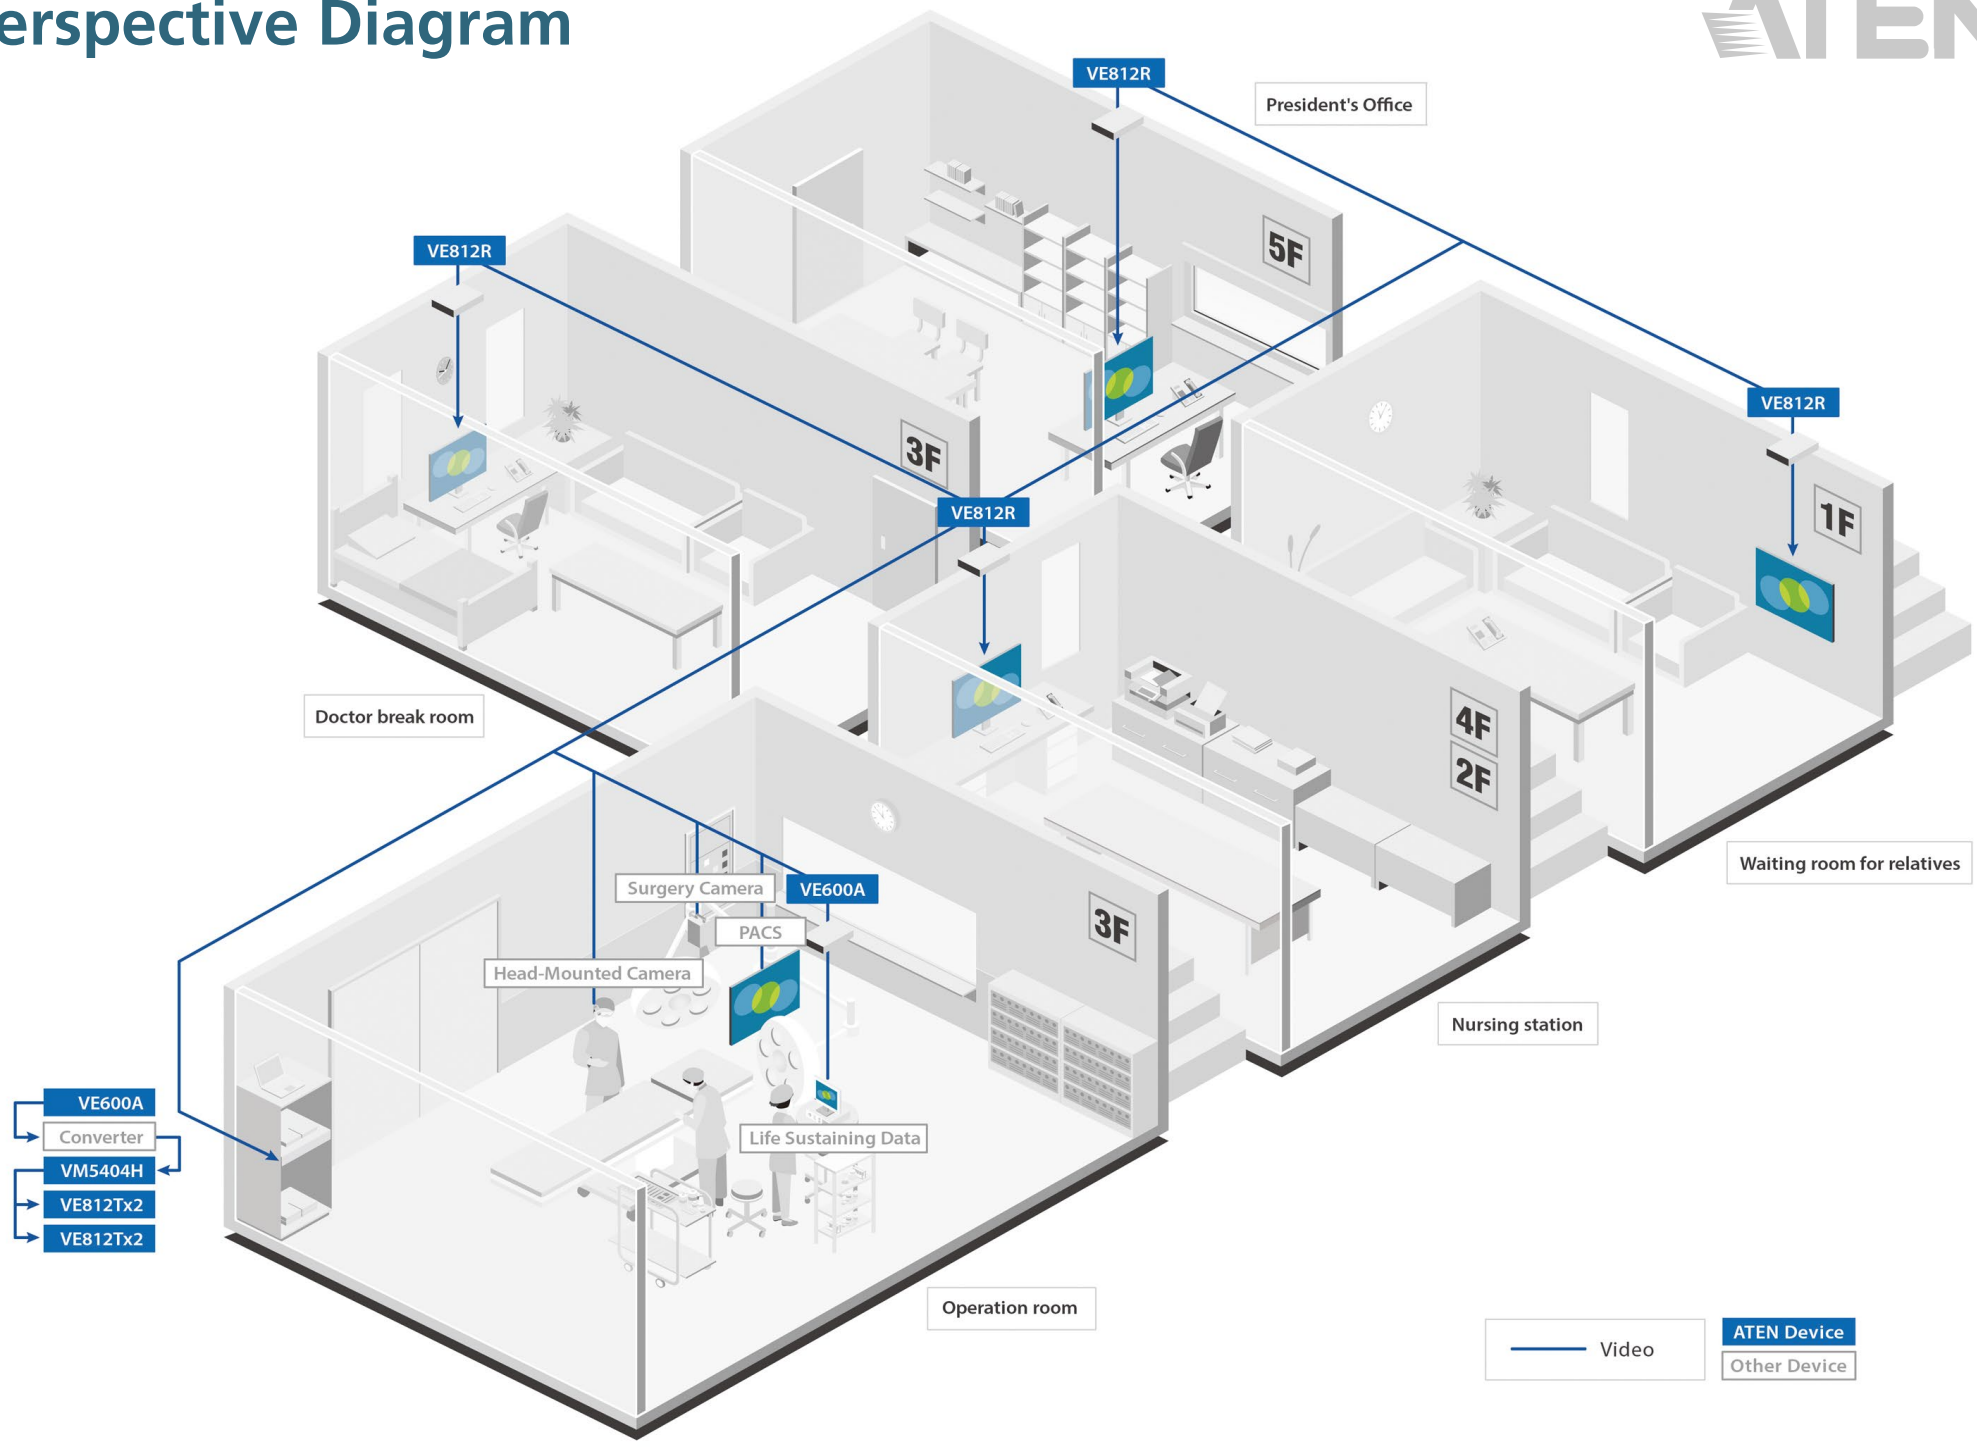 erspective Diagram
ATEN
VE812R
President's Office
5F
VE812R
3F
VE812R
1F
VE812R
Doctor break room
4F
2F
Waiting room for relatives
Surgery Camera
VE600A
PACS
3F
Head-Mounted Camera
Nursing station
VE600A
Converter
VM5404H
VE812Tx2
VE812Tx2
Life Sustaining Data
Operation room
Video
ATEN Device
Other Device